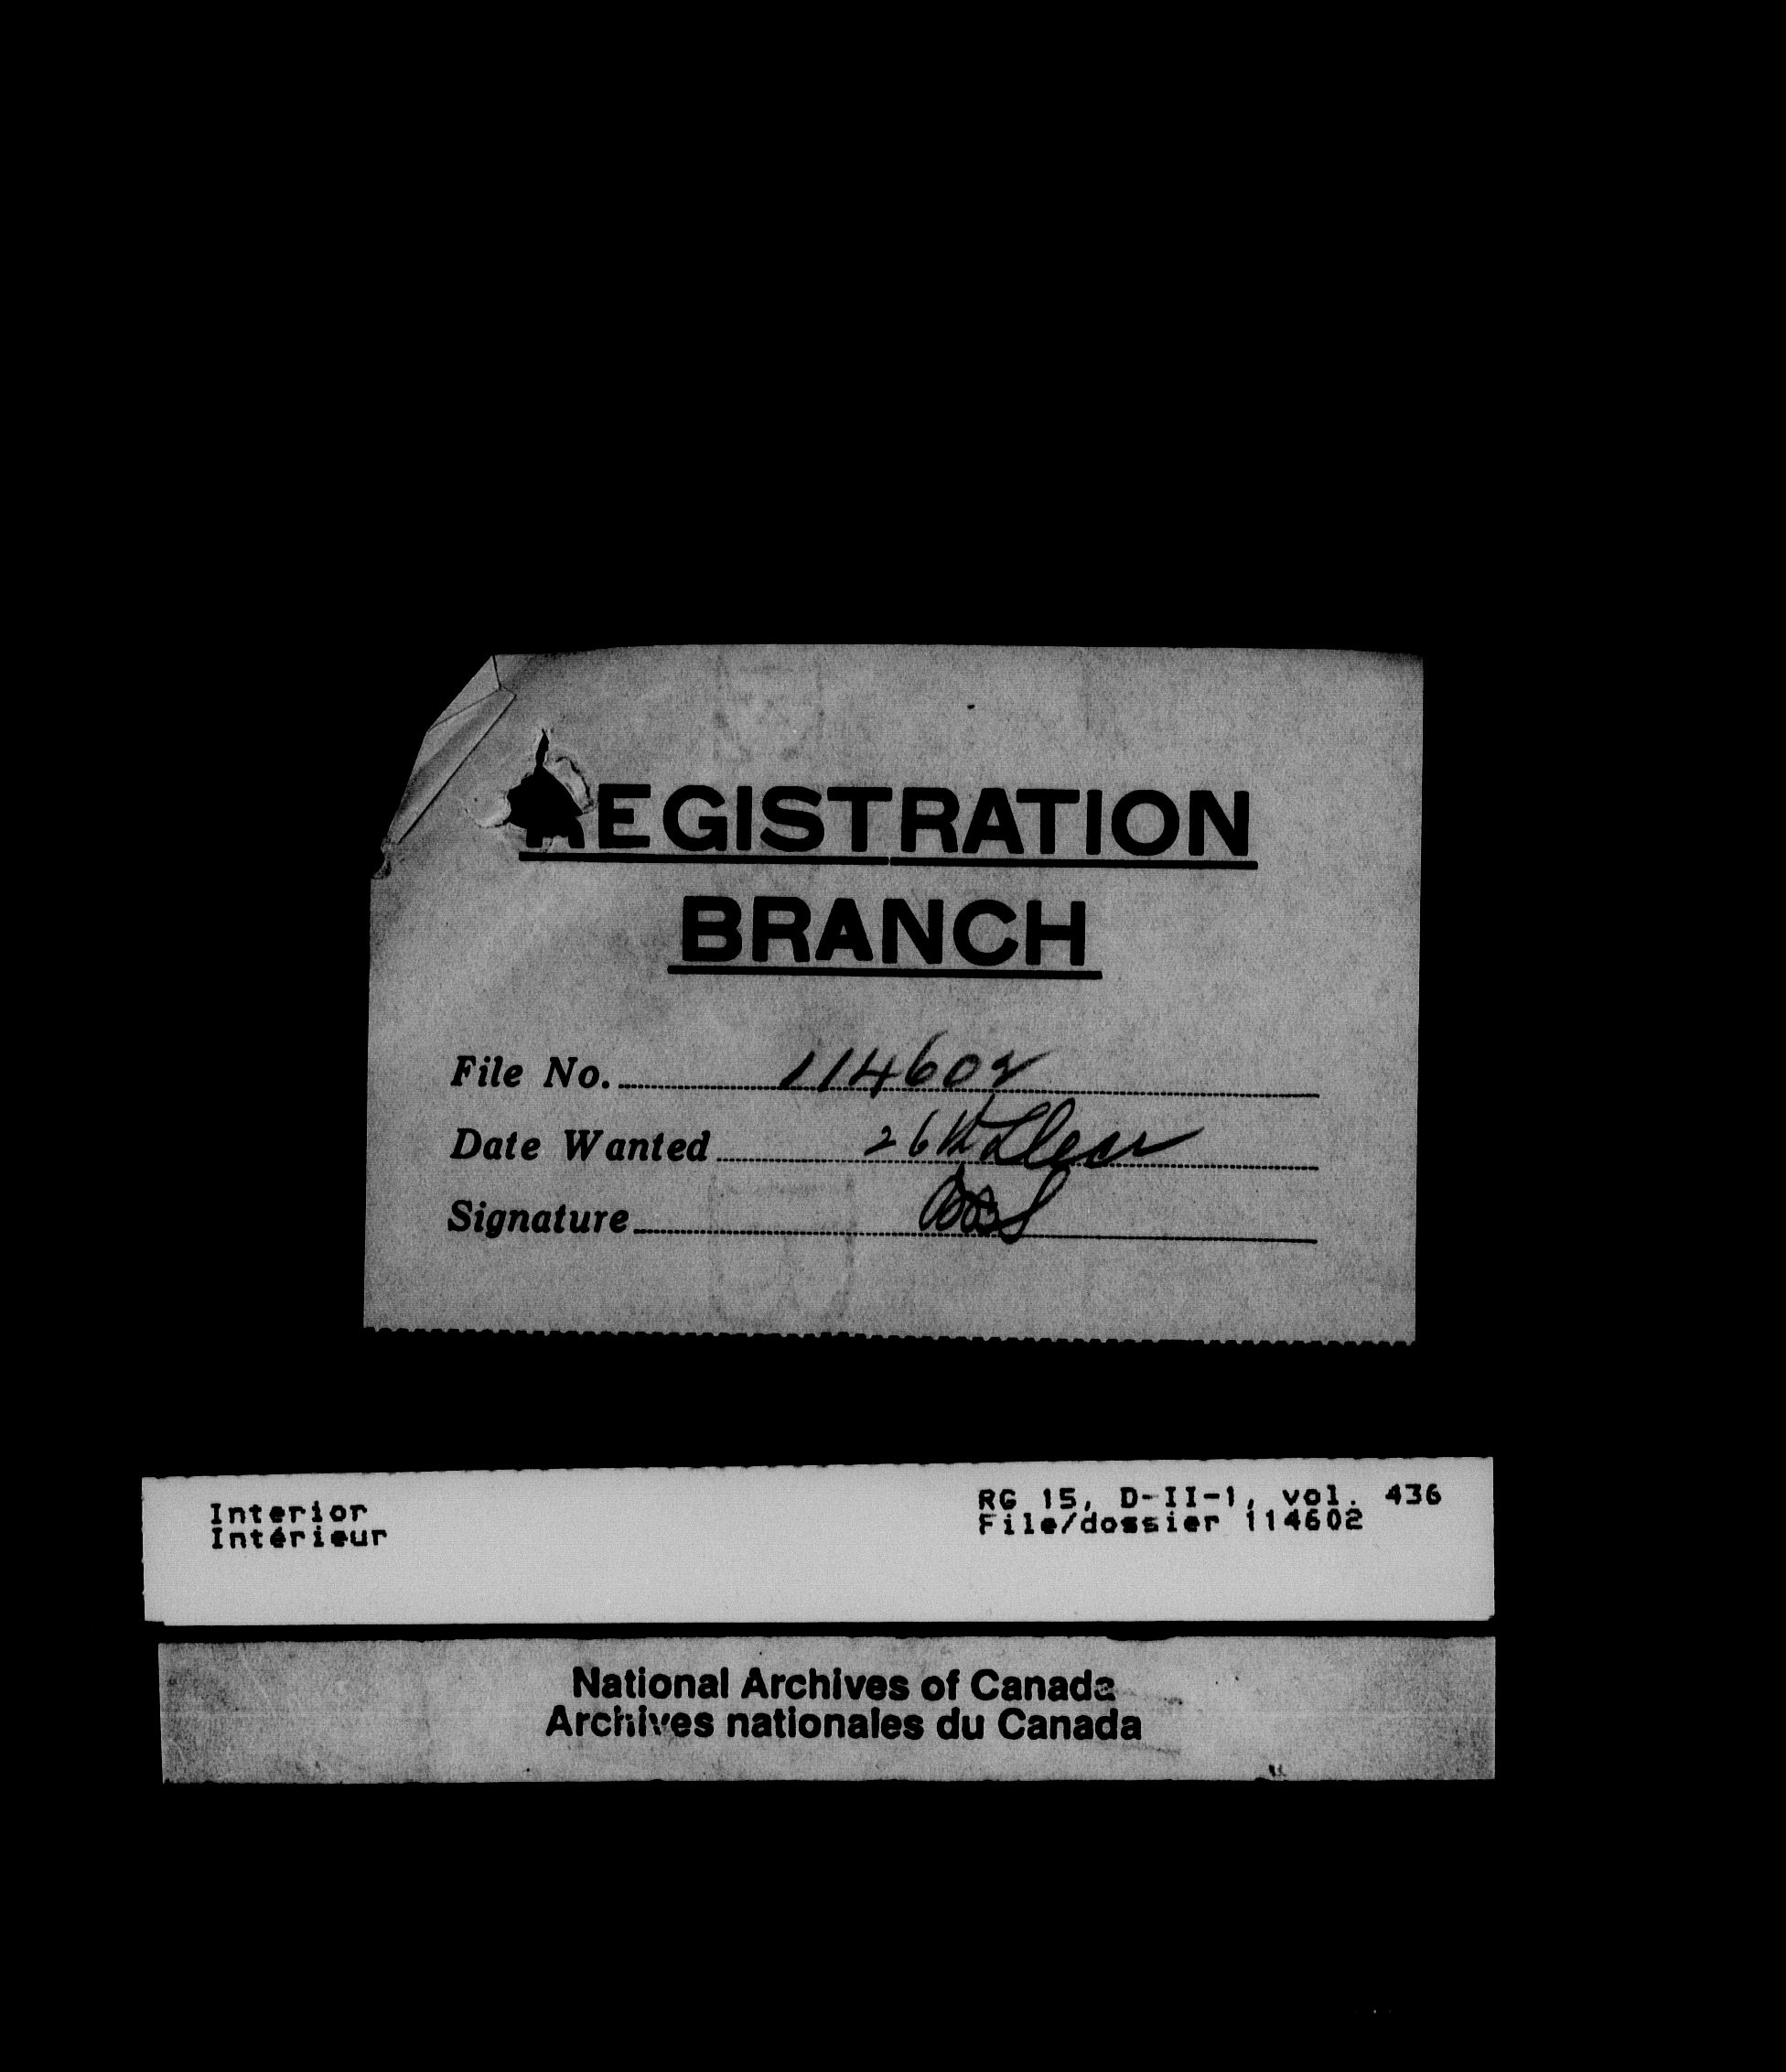 REGISTRATION
BRANCH
File No. 114602
Date Wanted 26th
Signature
Interior
Intérieur
RG 15, D-II-1, vol. 436
File/dossier 114602
National Archives of Canada
Archives nationales du Canada